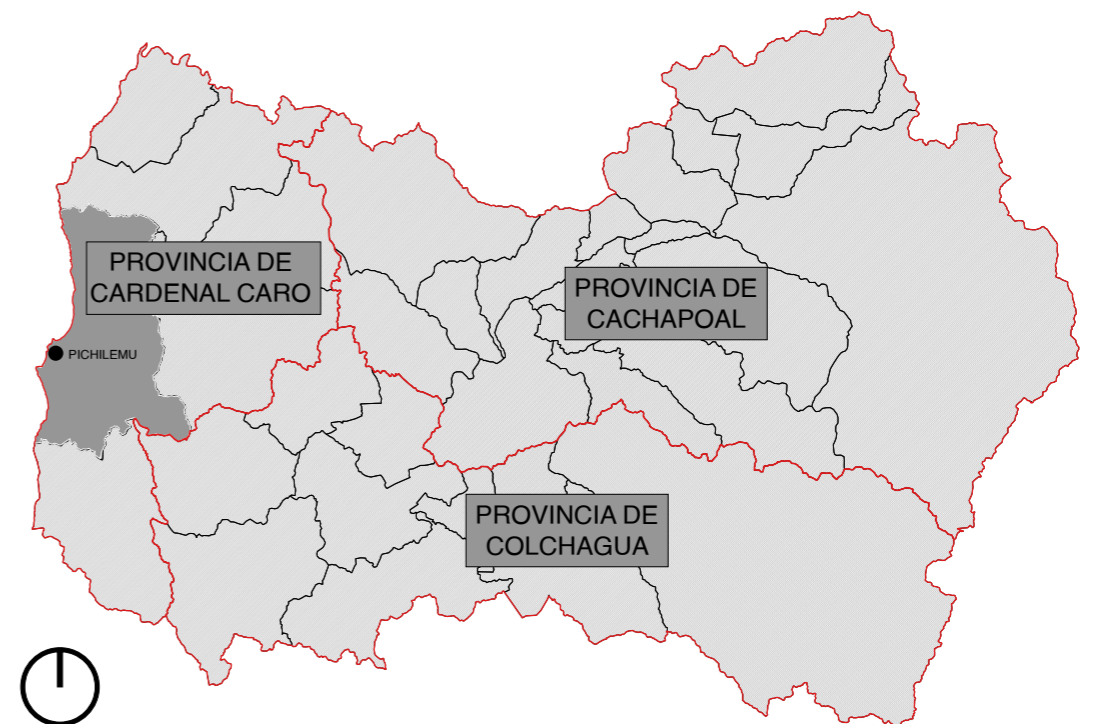 PROVINCIA DE
CARDENAL CARO
PROVINCIA DE
CACHAPOAL
PICHILEMU
PROVINCIA DE
COLCHAGUA